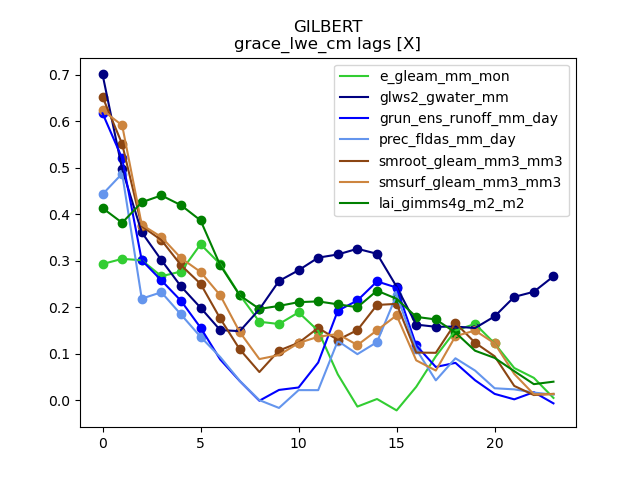 GILBERT
grace_lwe_cm lags [X]
e_gleam_mm_mon
glws2_gwater_mm
grun_ens_runoff_mm_day
prec_fldas_mm_day
smroot_gleam_mm3_mm3
smsurf_gleam_mm3_mm3
lai_gimms4g_m2_m2
0.7
0.6
0.5
0.4
0.3
0.2
0.1
0.0
0 5 10 15 20